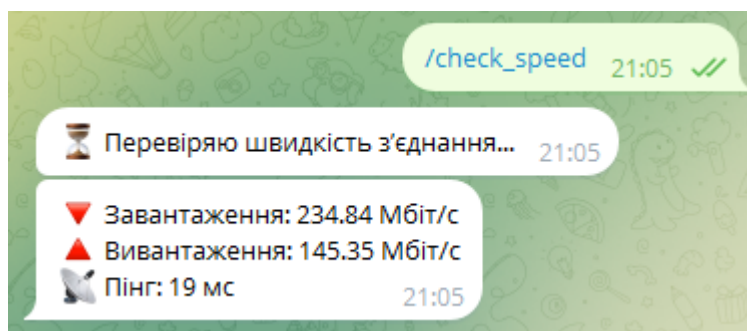 /check_speed 21:05
⏳ Перевіряю швидкість з’єднання... 21:05
🔻 Завантаження: 234.84 Мбіт/с
🔺 Вивантаження: 145.35 Мбіт/с
📡 Пінг: 19 мс 21:05